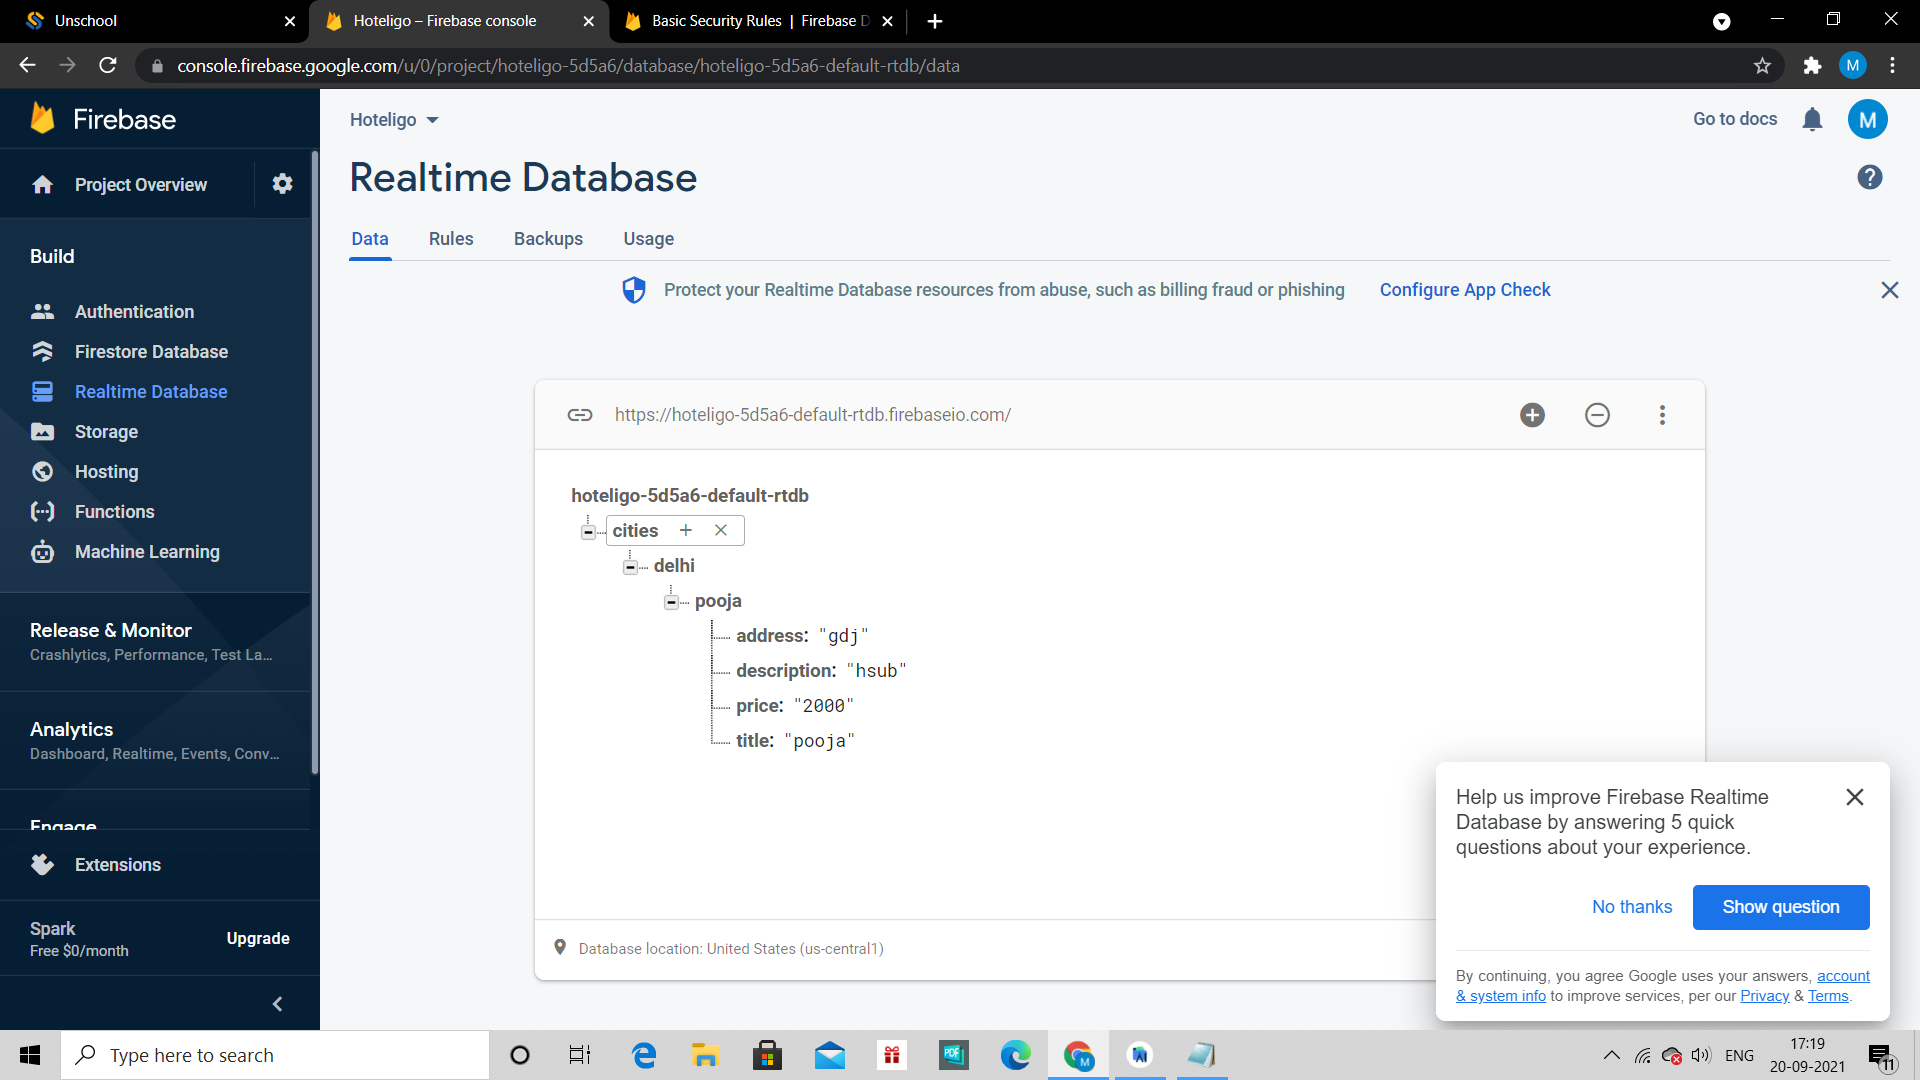 Unschool
Hoteligo – Firebase console
Basic Security Rules | Firebase D
console.firebase.google.com/u/0/project/hoteligo-5d5a6/database/hoteligo-5d5a6-default-rtdb/data
M
Firebase
Project Overview
Build
Authentication
Firestore Database
Realtime Database
Storage
Hosting
Functions
Machine Learning
Release & Monitor
Crashlytics, Performance, Test La...
Analytics
Dashboard, Realtime, Events, Conv...
Engage
Extensions
Spark
Free $0/month
Upgrade
Hoteligo
Go to docs
M
Realtime Database
Data Rules Backups Usage
Protect your Realtime Database resources from abuse, such as billing fraud or phishing
Configure App Check
https://hoteligo-5d5a6-default-rtdb.firebaseio.com/
hoteligo-5d5a6-default-rtdb
cities
delhi
pooja
address: "gdj"
description: "hsub"
price: "2000"
title: "pooja"
Database location: United States (us-central1)
Help us improve Firebase Realtime
Database by answering 5 quick
questions about your experience.
No thanks
Show question
By continuing, you agree Google uses your answers, account
& system info to improve services, per our Privacy & Terms.
Type here to search
PDF
M
ENG
17:19
20-09-2021
11